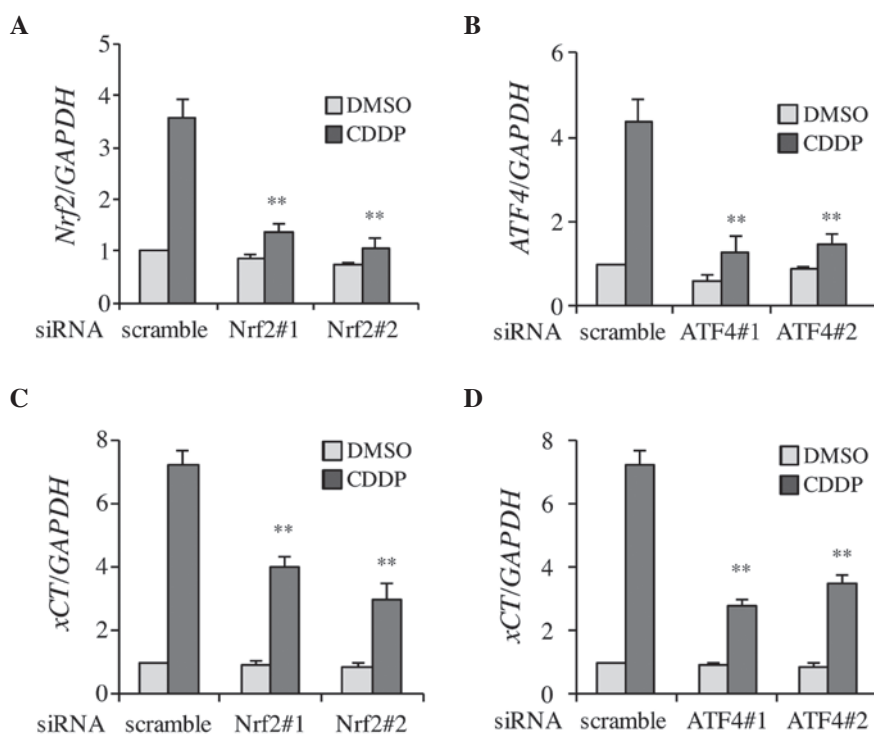 A
Nrf2/GAPDH
5
4
3
2
1
0
DMSO
CDDP
**
**
siRNA scramble Nrf2#1 Nrf2#2
B
ATF4/GAPDH
6
4
2
0
DMSO
CDDP
**
**
siRNA scramble ATF4#1 ATF4#2
C
xCT/GAPDH
8
6
4
2
0
DMSO
CDDP
**
**
siRNA scramble Nrf2#1 Nrf2#2
D
xCT/GAPDH
8
6
4
2
0
DMSO
CDDP
**
**
siRNA scramble ATF4#1 ATF4#2